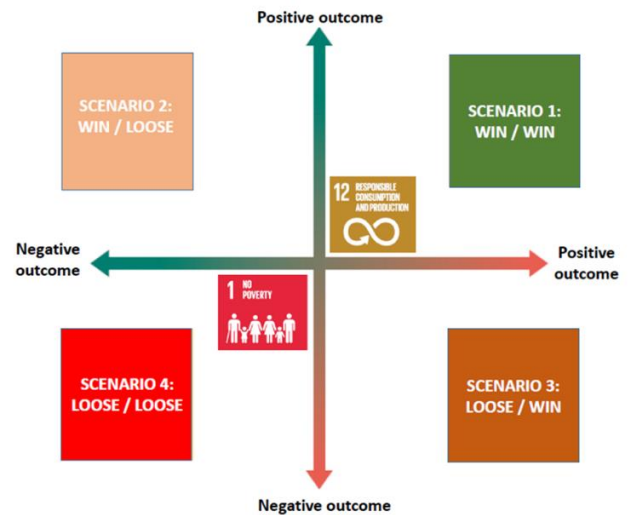 Positive outcome
SCENARIO 2:
WIN / LOOSE
SCENARIO 1:
WIN / WIN
12 RESPONSIBLE
CONSUMPTION
AND PRODUCTION
Negative
outcome
Positive
outcome
1 NO
POVERTY
SCENARIO 4:
LOOSE / LOOSE
SCENARIO 3:
LOOSE / WIN
Negative outcome